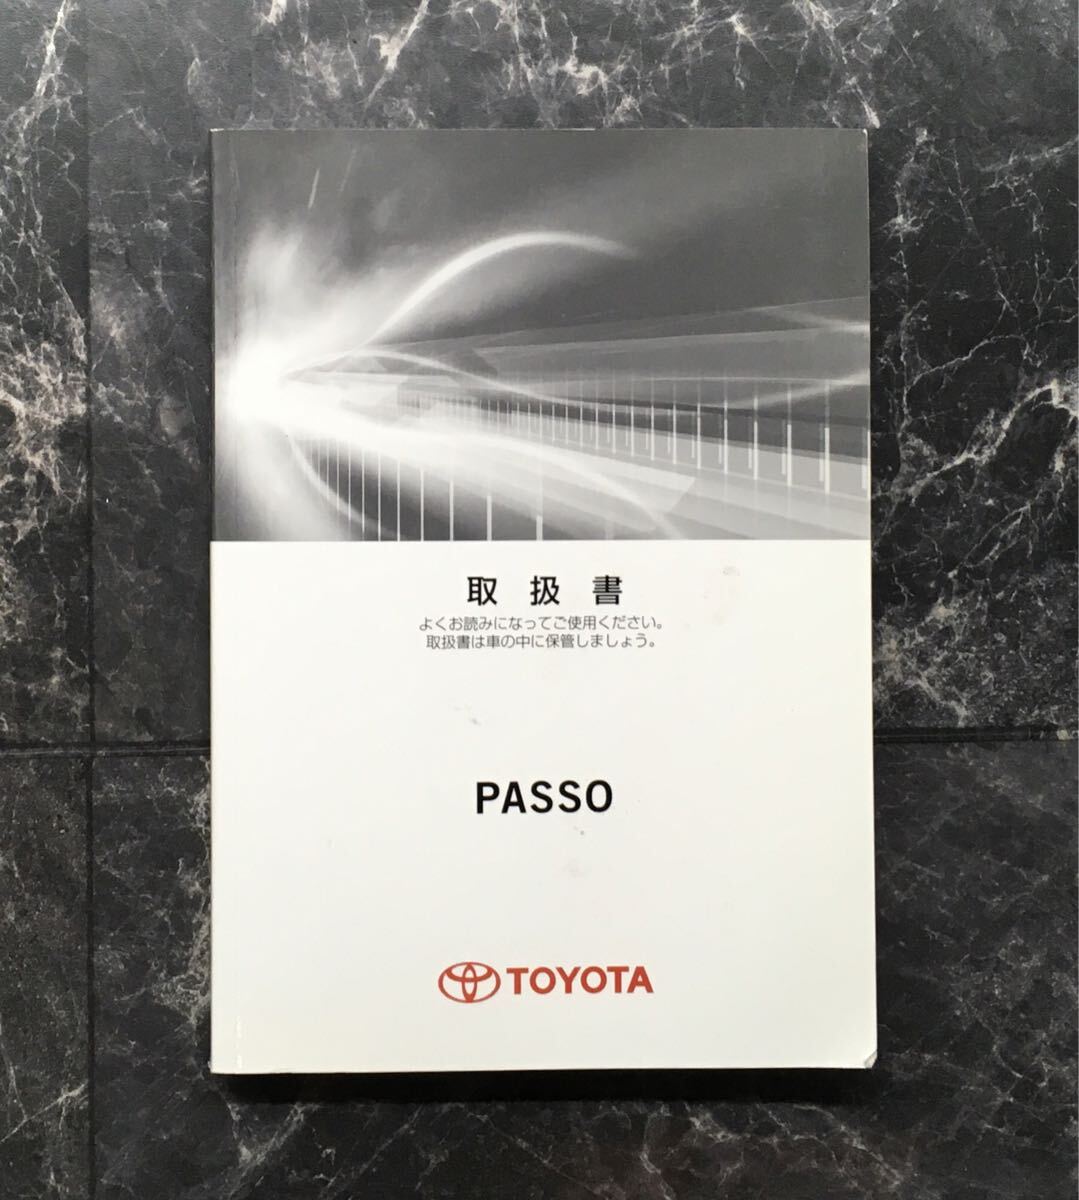 取扱書
よくお読みになってご使用ください。
取扱書は車の中に保管しましょう。
PASSO
TOYOTA